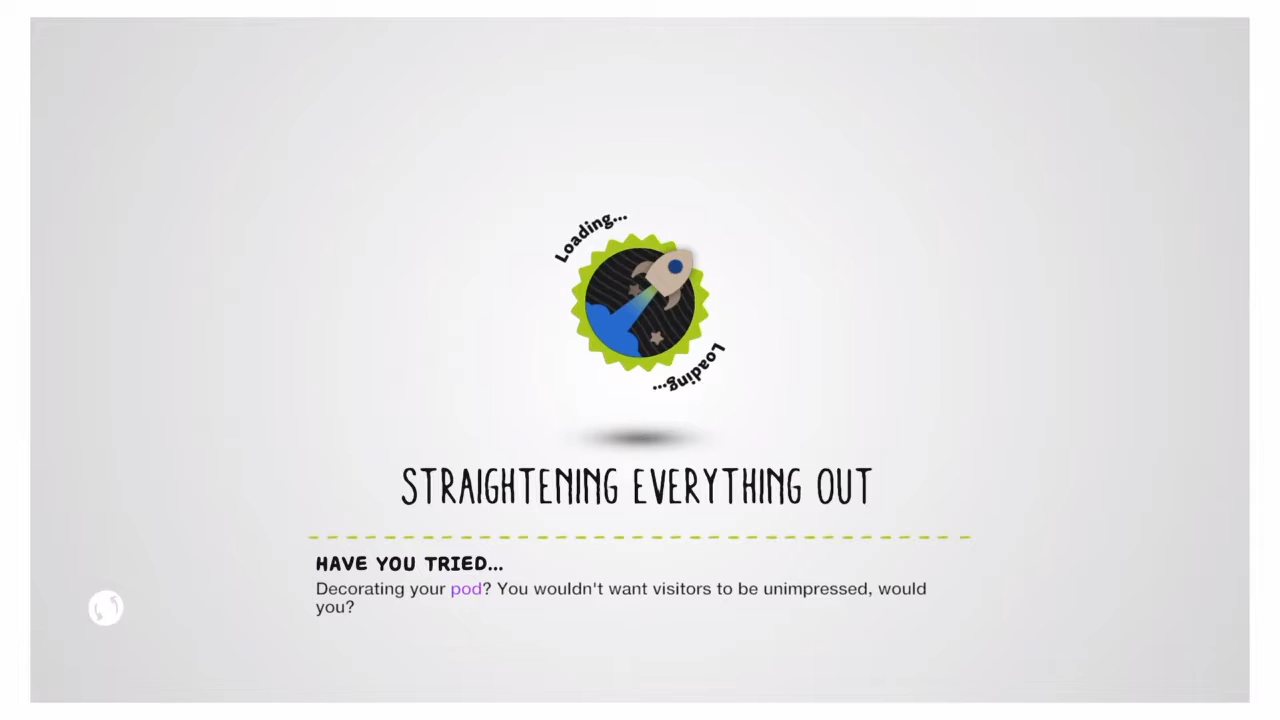 Loading...
Loading...
STRAIGHTENING EVERYTHING OUT
HAVE YOU TRIED...
Decorating your pod? You wouldn't want visitors to be unimpressed, would
you?